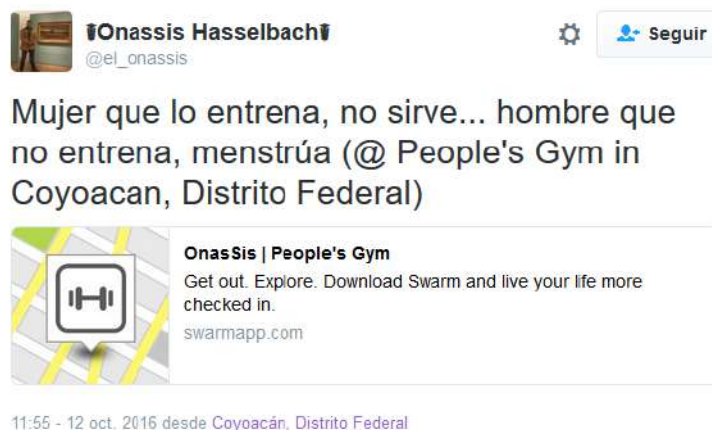 Onassis Hasselbach
@el_onassis
Seguir
Mujer que lo entrena, no sirve... hombre que
no entrena, menstrúa (@ People's Gym in
Coyoacan, Distrito Federal)
OnasSis | People's Gym
Get out. Explore. Download Swarm and live your life more
checked in.
swarmapp.com
11:55 - 12 oct. 2016 desde Coyoacán, Distrito Federal